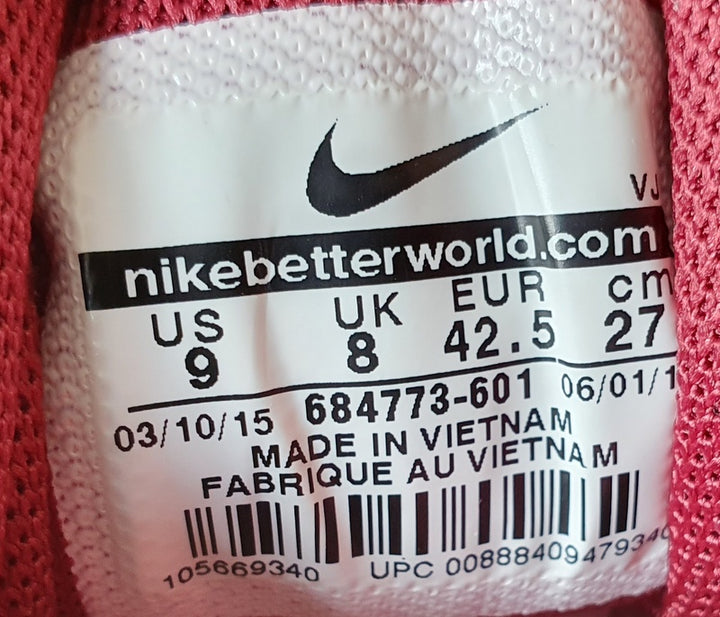 VJ
nikebetterworld.com
US UK EUR cm
9 8 42.5 27
03/10/15 684773-601 06/01/1
MADE IN VIETNAM
FABRIQUE AU VIETNAM
105669340 UPC 00888409479340